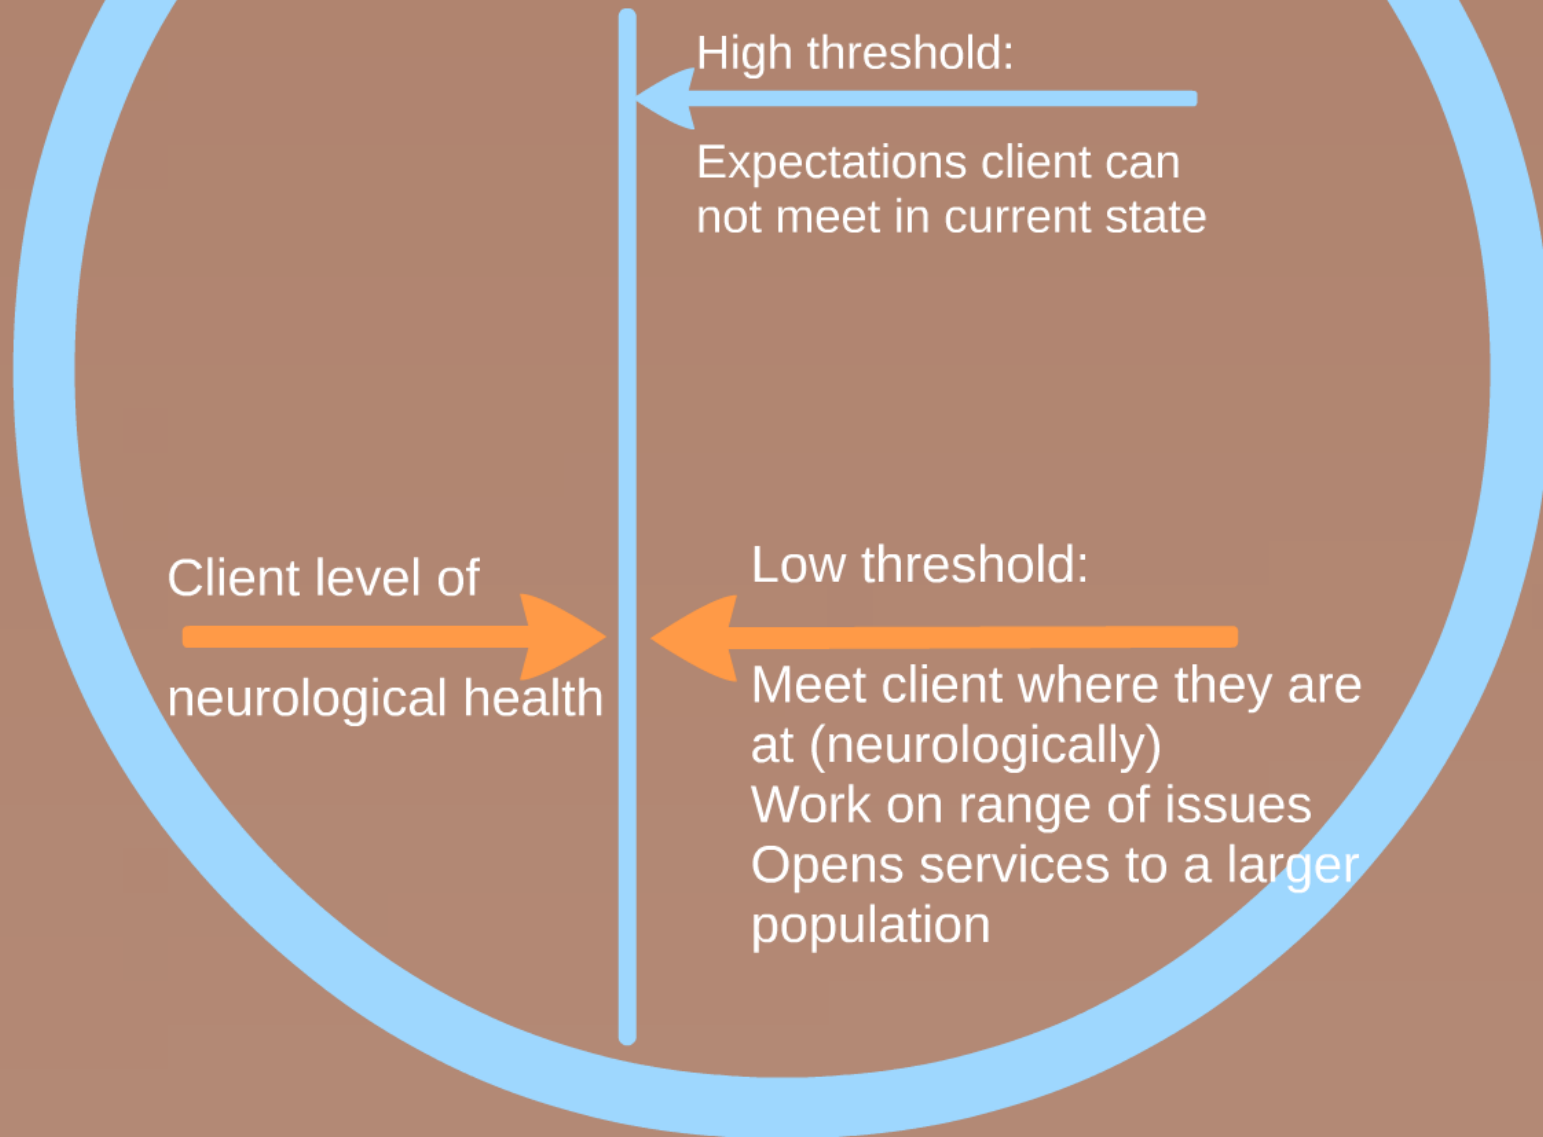 High threshold:
Expectations client can
not meet in current state
Client level of
neurological health
Low threshold:
Meet client where they are
at (neurologically)
Work on range of issues
Opens services to a larger
population